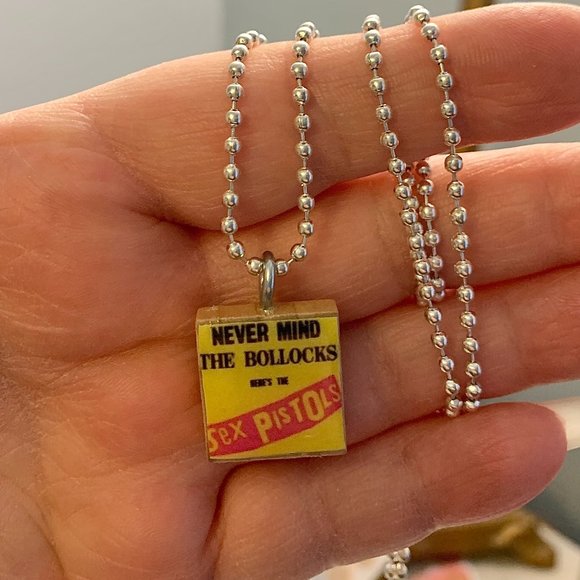 NEVER MIND
THE BOLLOCKS
HERE'S THE
Sex PiSTOLS